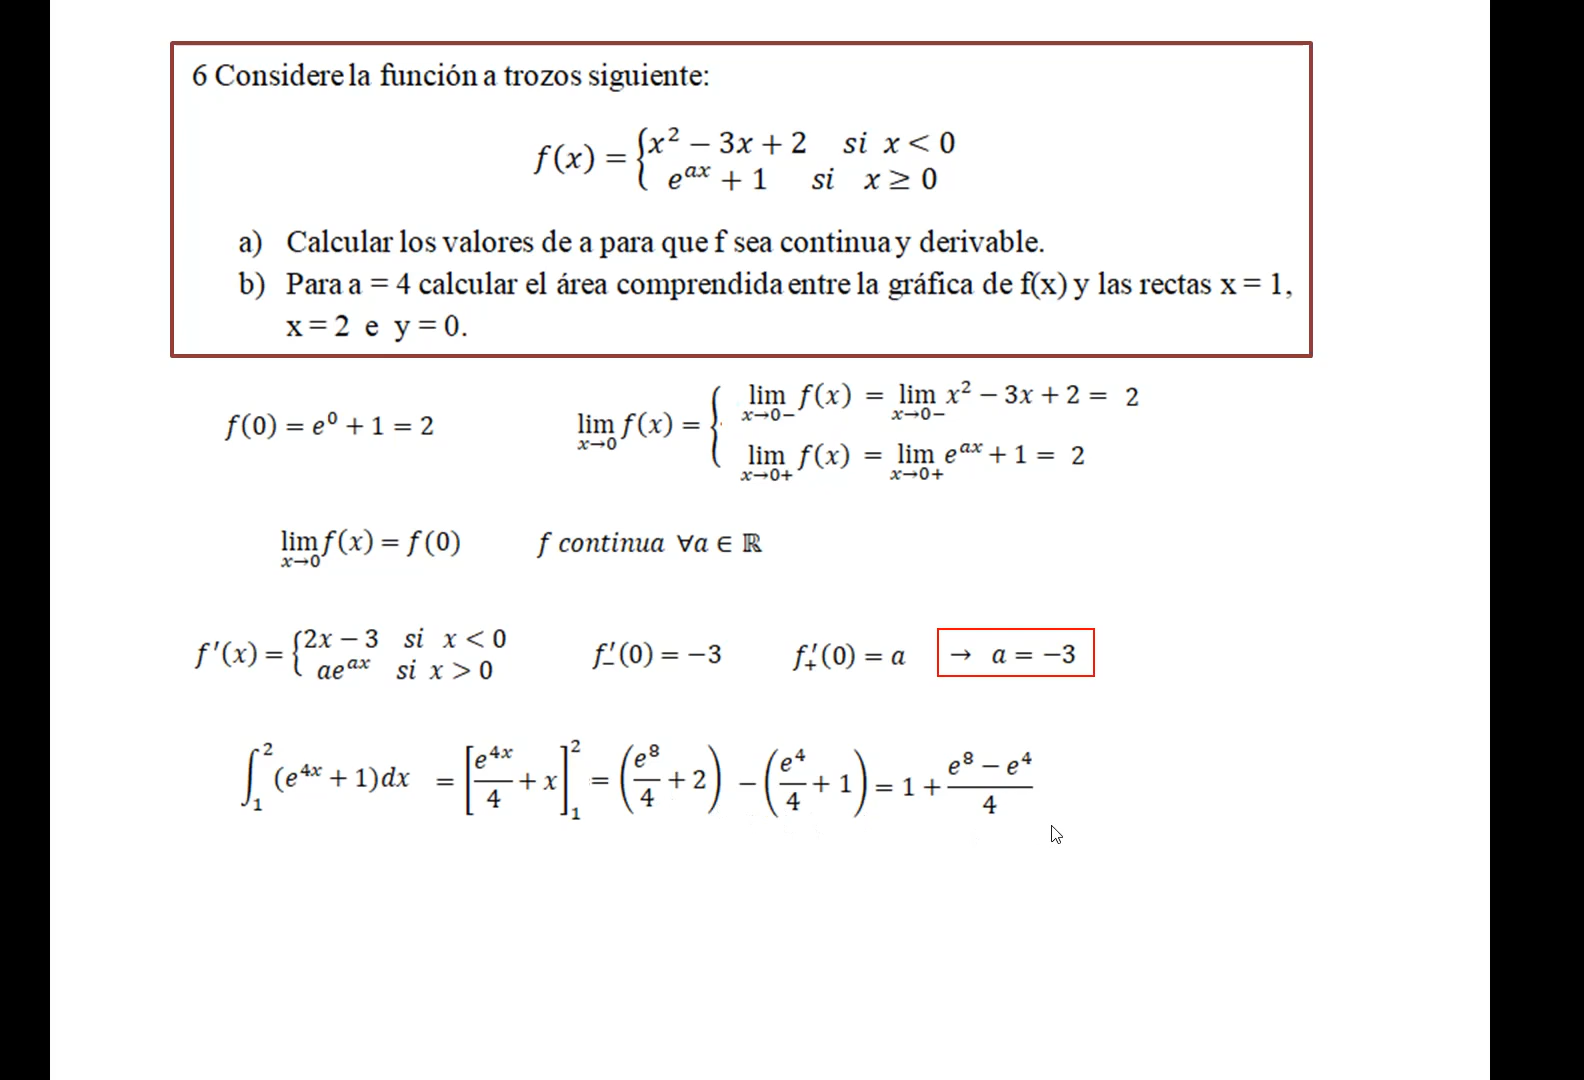 6 Considere la función a trozos siguiente:
f(x) = { x² − 3x + 2 si x < 0
e^{ax} + 1 si x ≥ 0
a) Calcular los valores de a para que f sea continua y derivable.
b) Para a = 4 calcular el área comprendida entre la gráfica de f(x) y las rectas x = 1,
x = 2 e y = 0.
f(0) = e⁰ + 1 = 2 lim_{x→0} f(x) = { lim_{x→0−} f(x) = lim_{x→0−} x² − 3x + 2 = 2
lim_{x→0+} f(x) = lim_{x→0+} e^{ax} + 1 = 2
lim_{x→0} f(x) = f(0) f continua ∀a ∈ ℝ
f′(x) = { 2x − 3 si x < 0
ae^{ax} si x > 0
f′₋(0) = −3 f′₊(0) = a → a = −3
∫₁² (e^{4x} + 1)dx = [e^{4x}/4 + x]₁² = (e⁸/4 + 2) − (e⁴/4 + 1) = 1 + (e⁸ − e⁴)/4